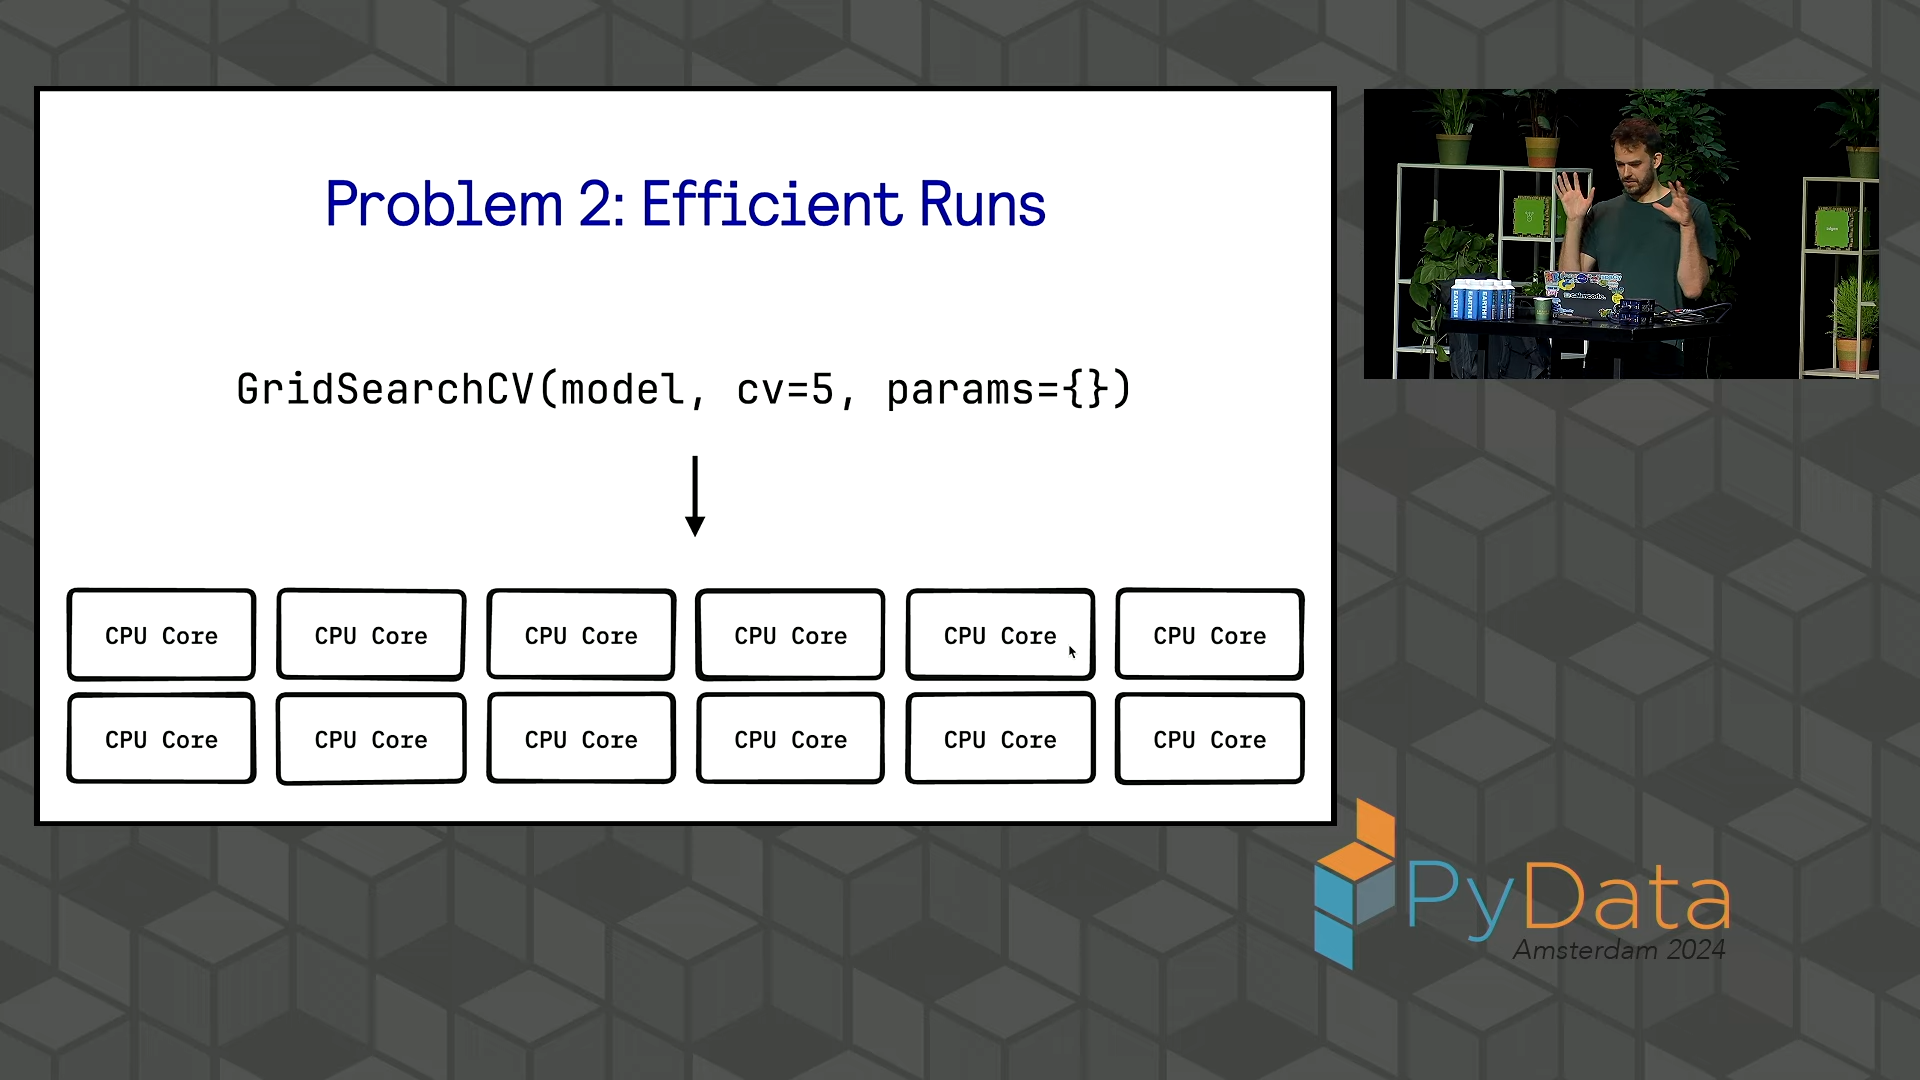 Problem 2: Efficient Runs
GridSearchCV(model, cv=5, params={})
CPU Core CPU Core CPU Core CPU Core CPU Core CPU Core
CPU Core CPU Core CPU Core CPU Core CPU Core CPU Core
PyData
Amsterdam 2024